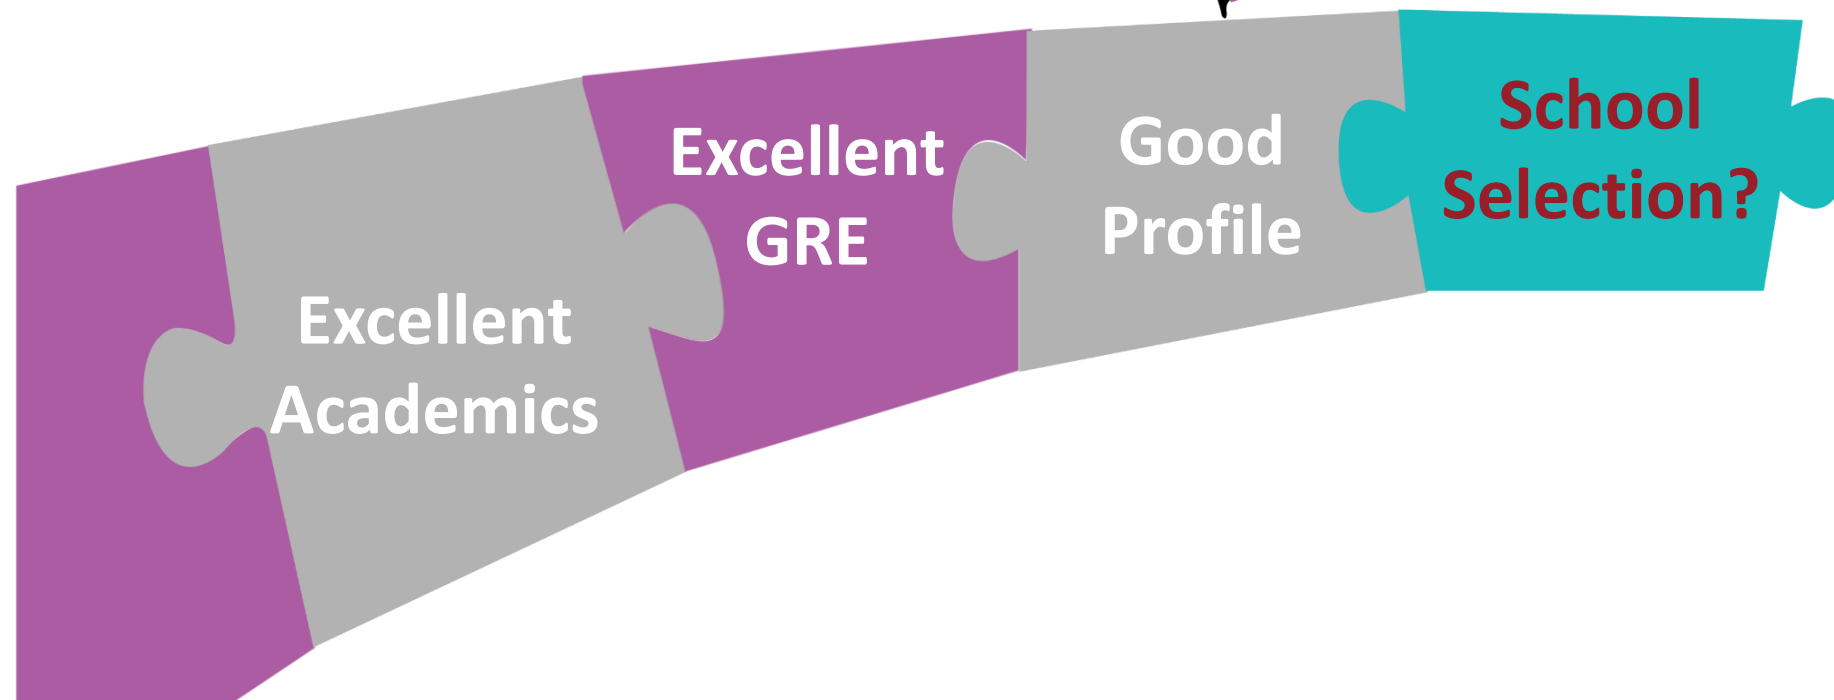 Excellent
Academics
Excellent
GRE
Good
Profile
School
Selection?